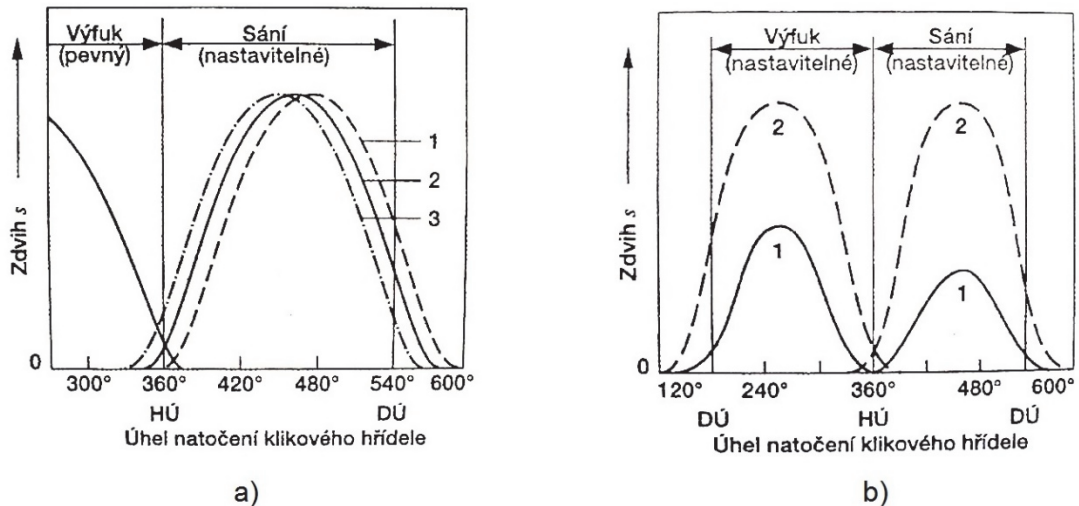 Výfuk
(pevný)
Sání
(nastavitelné)
Zdvih s
1
2
3
0
300° 360° 420° 480° 540° 600°
HÚ DÚ
Úhel natočení klikového hřídele
a)
Výfuk
(nastavitelné)
Sání
(nastavitelné)
Zdvih s
2 2
1 1
0
120° 240° 360° 480° 600°
DÚ HÚ DÚ
Úhel natočení klikového hřídele
b)